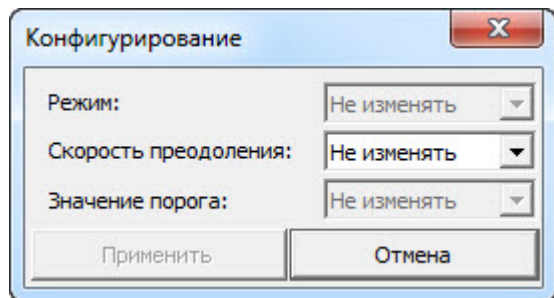 Конфигурирование
Режим: Не изменять
Скорость преодоления: Не изменять
Значение порога: Не изменять
Применить Отмена